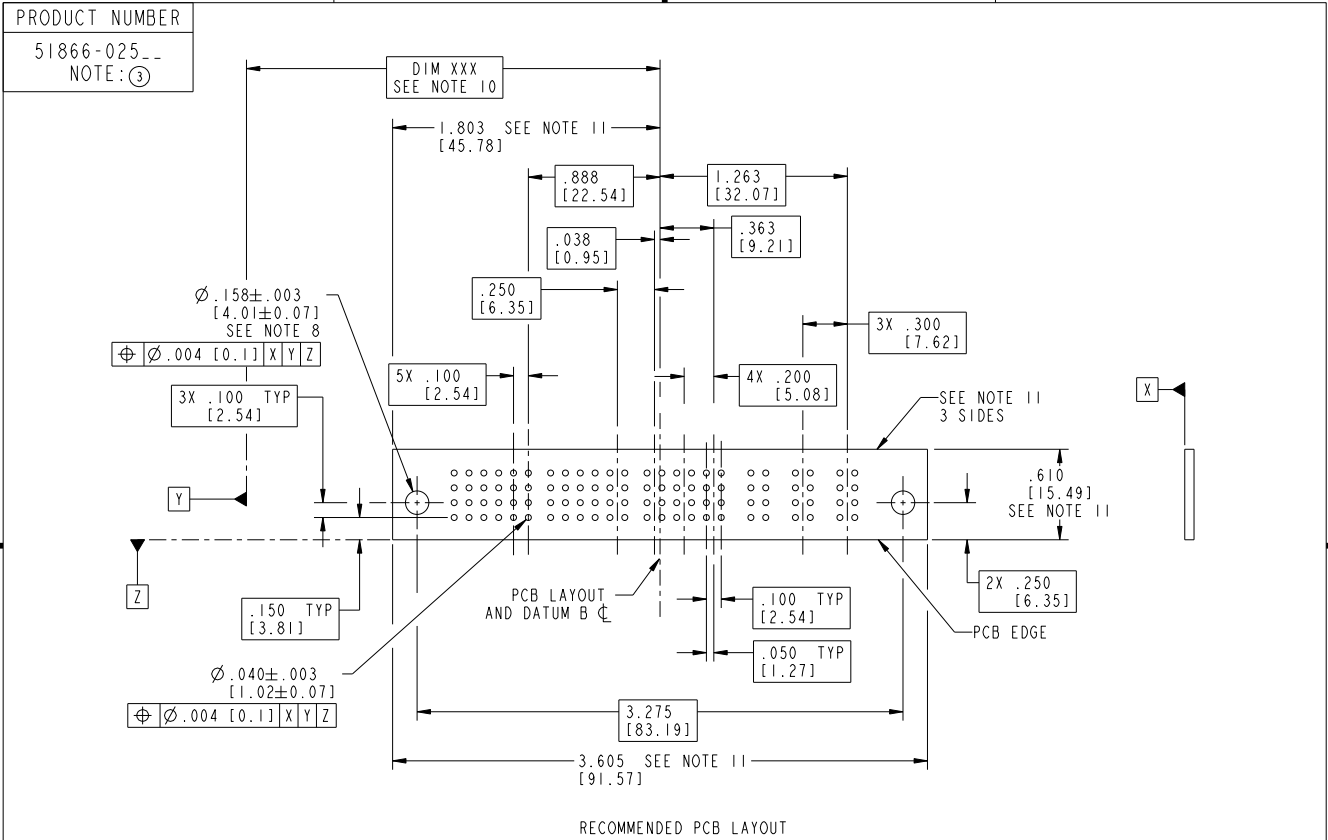 PRODUCT NUMBER
51866-025__
NOTE: ③
DIM XXX
SEE NOTE 10
1.803 SEE NOTE 11
[45.78]
.888
[22.54]
1.263
[32.07]
.038
[0.95]
.363
[9.21]
.250
[6.35]
Ø.158±.003
[4.01±0.07]
SEE NOTE 8
⌖ Ø.004 [0.1] X Y Z
3X .300
[7.62]
5X .100
[2.54]
4X .200
[5.08]
3X .100 TYP
[2.54]
SEE NOTE 11
3 SIDES
X
Y
.610
[15.49]
SEE NOTE 11
Z
.150 TYP
[3.81]
PCB LAYOUT
AND DATUM B ℄
.100 TYP
[2.54]
2X .250
[6.35]
PCB EDGE
.050 TYP
[1.27]
Ø.040±.003
[1.02±0.07]
⌖ Ø.004 [0.1] X Y Z
3.275
[83.19]
3.605 SEE NOTE 11
[91.57]
RECOMMENDED PCB LAYOUT